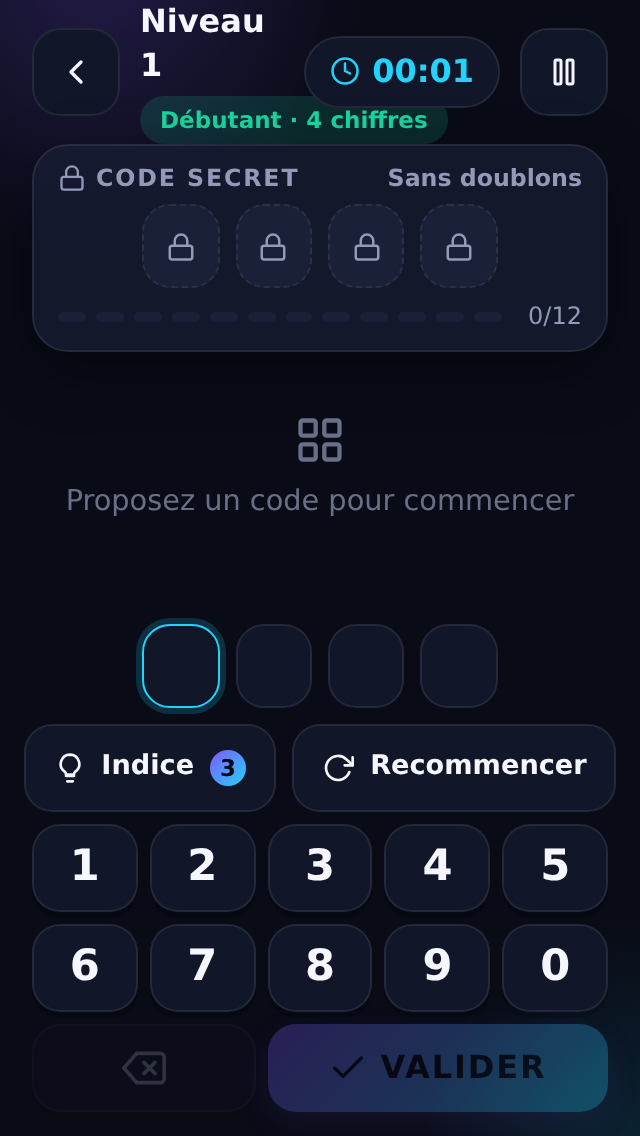 Niveau
1
00:01
Débutant · 4 chiffres
CODE SECRET
Sans doublons
0/12
Proposez un code pour commencer
Indice 3
Recommencer
1 2 3 4 5
6 7 8 9 0
VALIDER